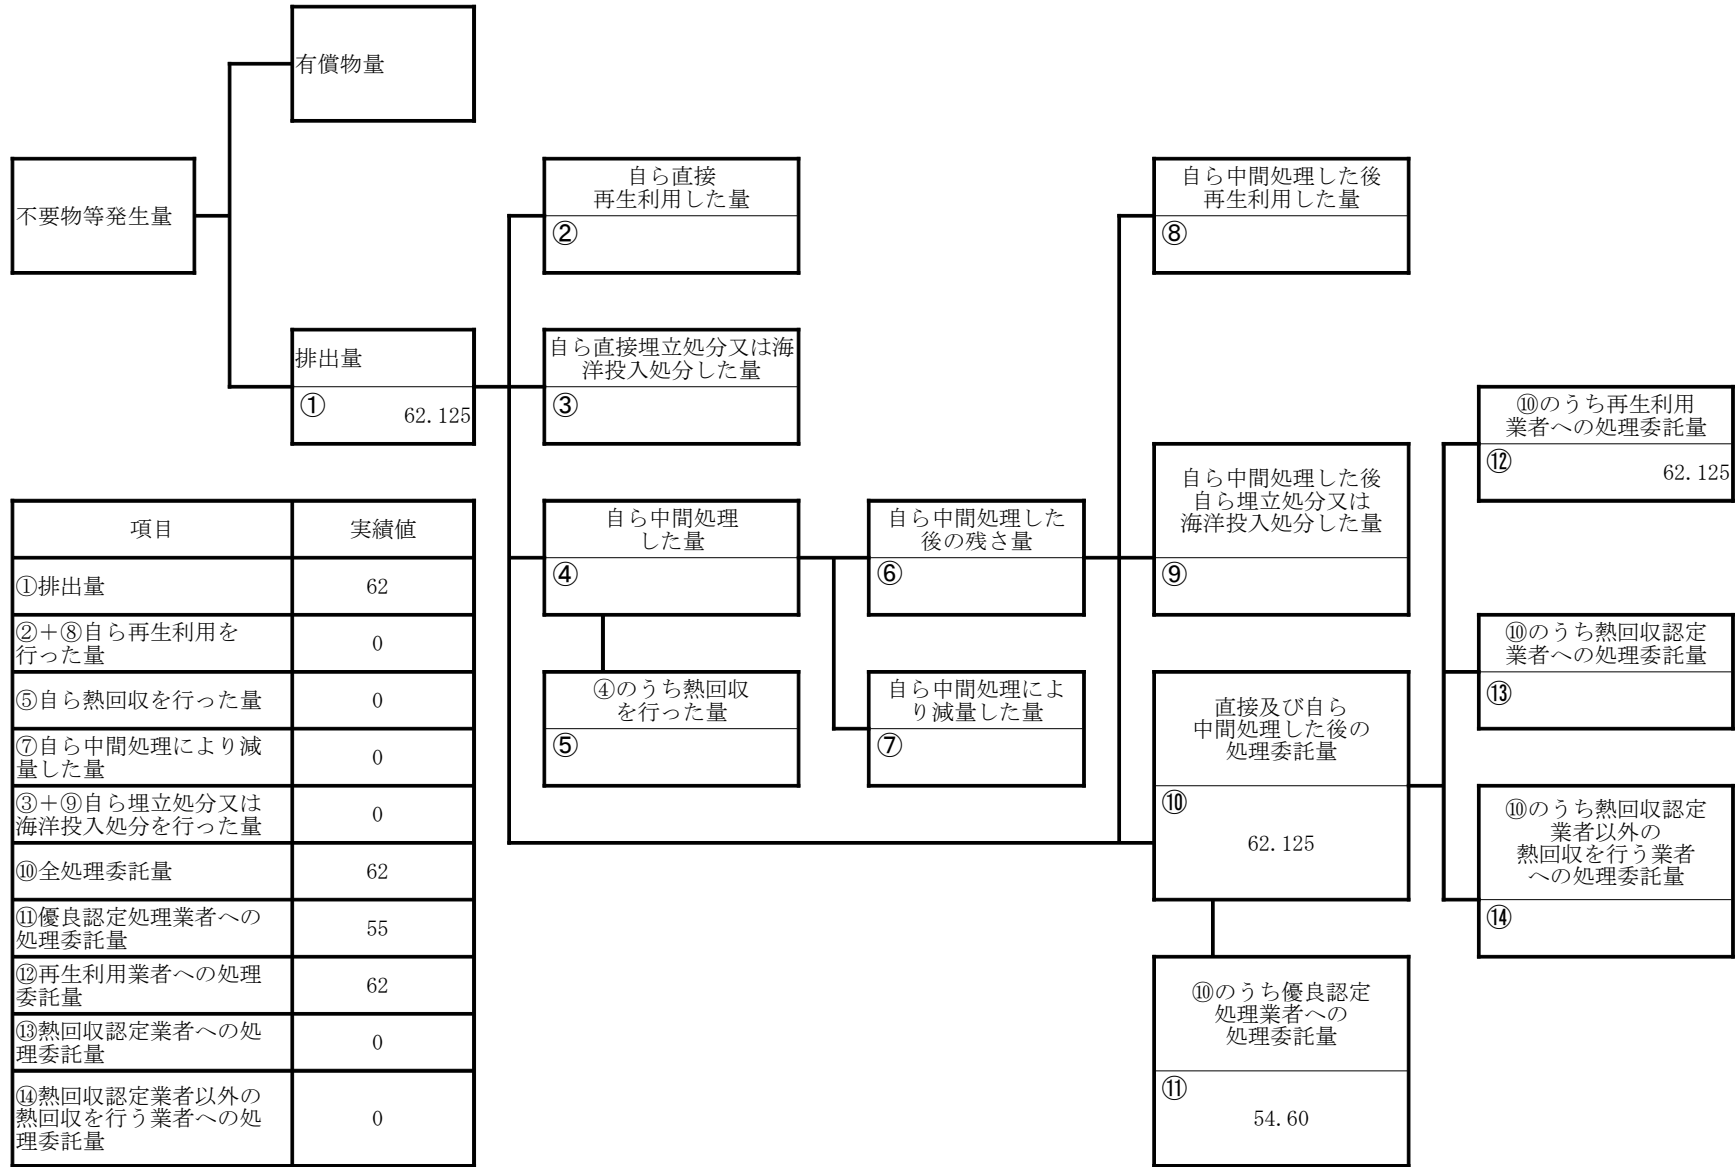 有償物量
不要物等発生量
排出量
①
62.125
自ら直接
再生利用した量
②
自ら直接埋立処分又は海
洋投入処分した量
③
自ら中間処理
した量
④
④のうち熱回収
を行った量
⑤
自ら中間処理した
後の残さ量
⑥
自ら中間処理によ
り減量した量
⑦
自ら中間処理した後
再生利用した量
⑧
自ら中間処理した後
自ら埋立処分又は
海洋投入処分した量
⑨
直接及び自ら
中間処理した後の
処理委託量
⑩
62.125
⑩のうち優良認定
処理業者への
処理委託量
⑪
54.60
⑩のうち再生利用
業者への処理委託量
⑫
62.125
⑩のうち熱回収認定
業者への処理委託量
⑬
⑩のうち熱回収認定
業者以外の
熱回収を行う業者
への処理委託量
⑭
項目 実績値
①排出量 62
②+⑧自ら再生利用を
行った量 0
⑤自ら熱回収を行った量 0
⑦自ら中間処理により減
量した量 0
③+⑨自ら埋立処分又は
海洋投入処分を行った量 0
⑩全処理委託量 62
⑪優良認定処理業者への
処理委託量 55
⑫再生利用業者への処理
委託量 62
⑬熱回収認定業者への処
理委託量 0
⑭熱回収認定業者以外の
熱回収を行う業者への処
理委託量 0